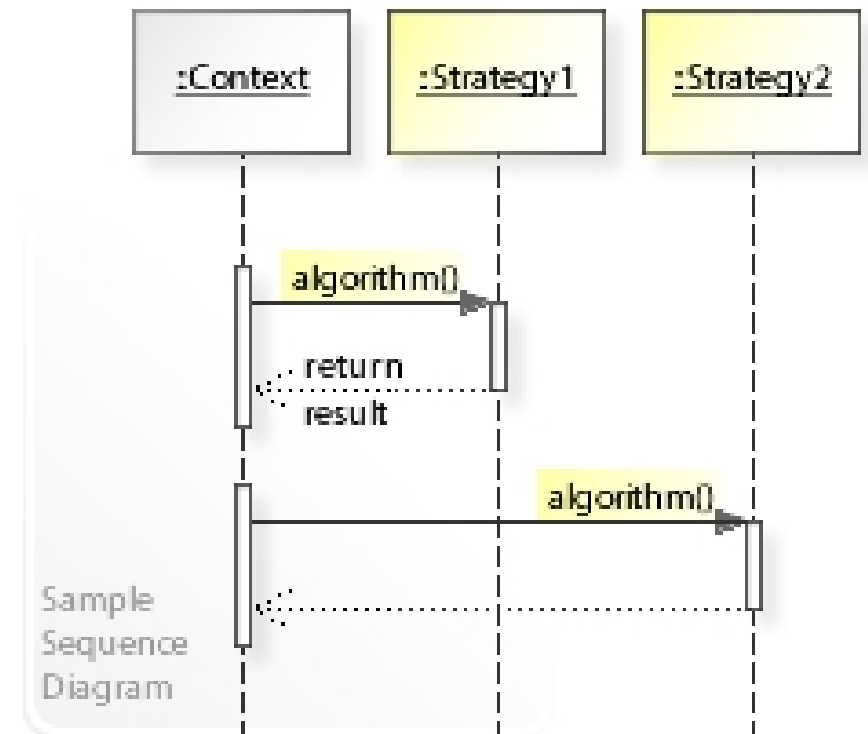 :Context
:Strategy1
:Strategy2
algorithm()
return
result
algorithm()
Sample
Sequence
Diagram